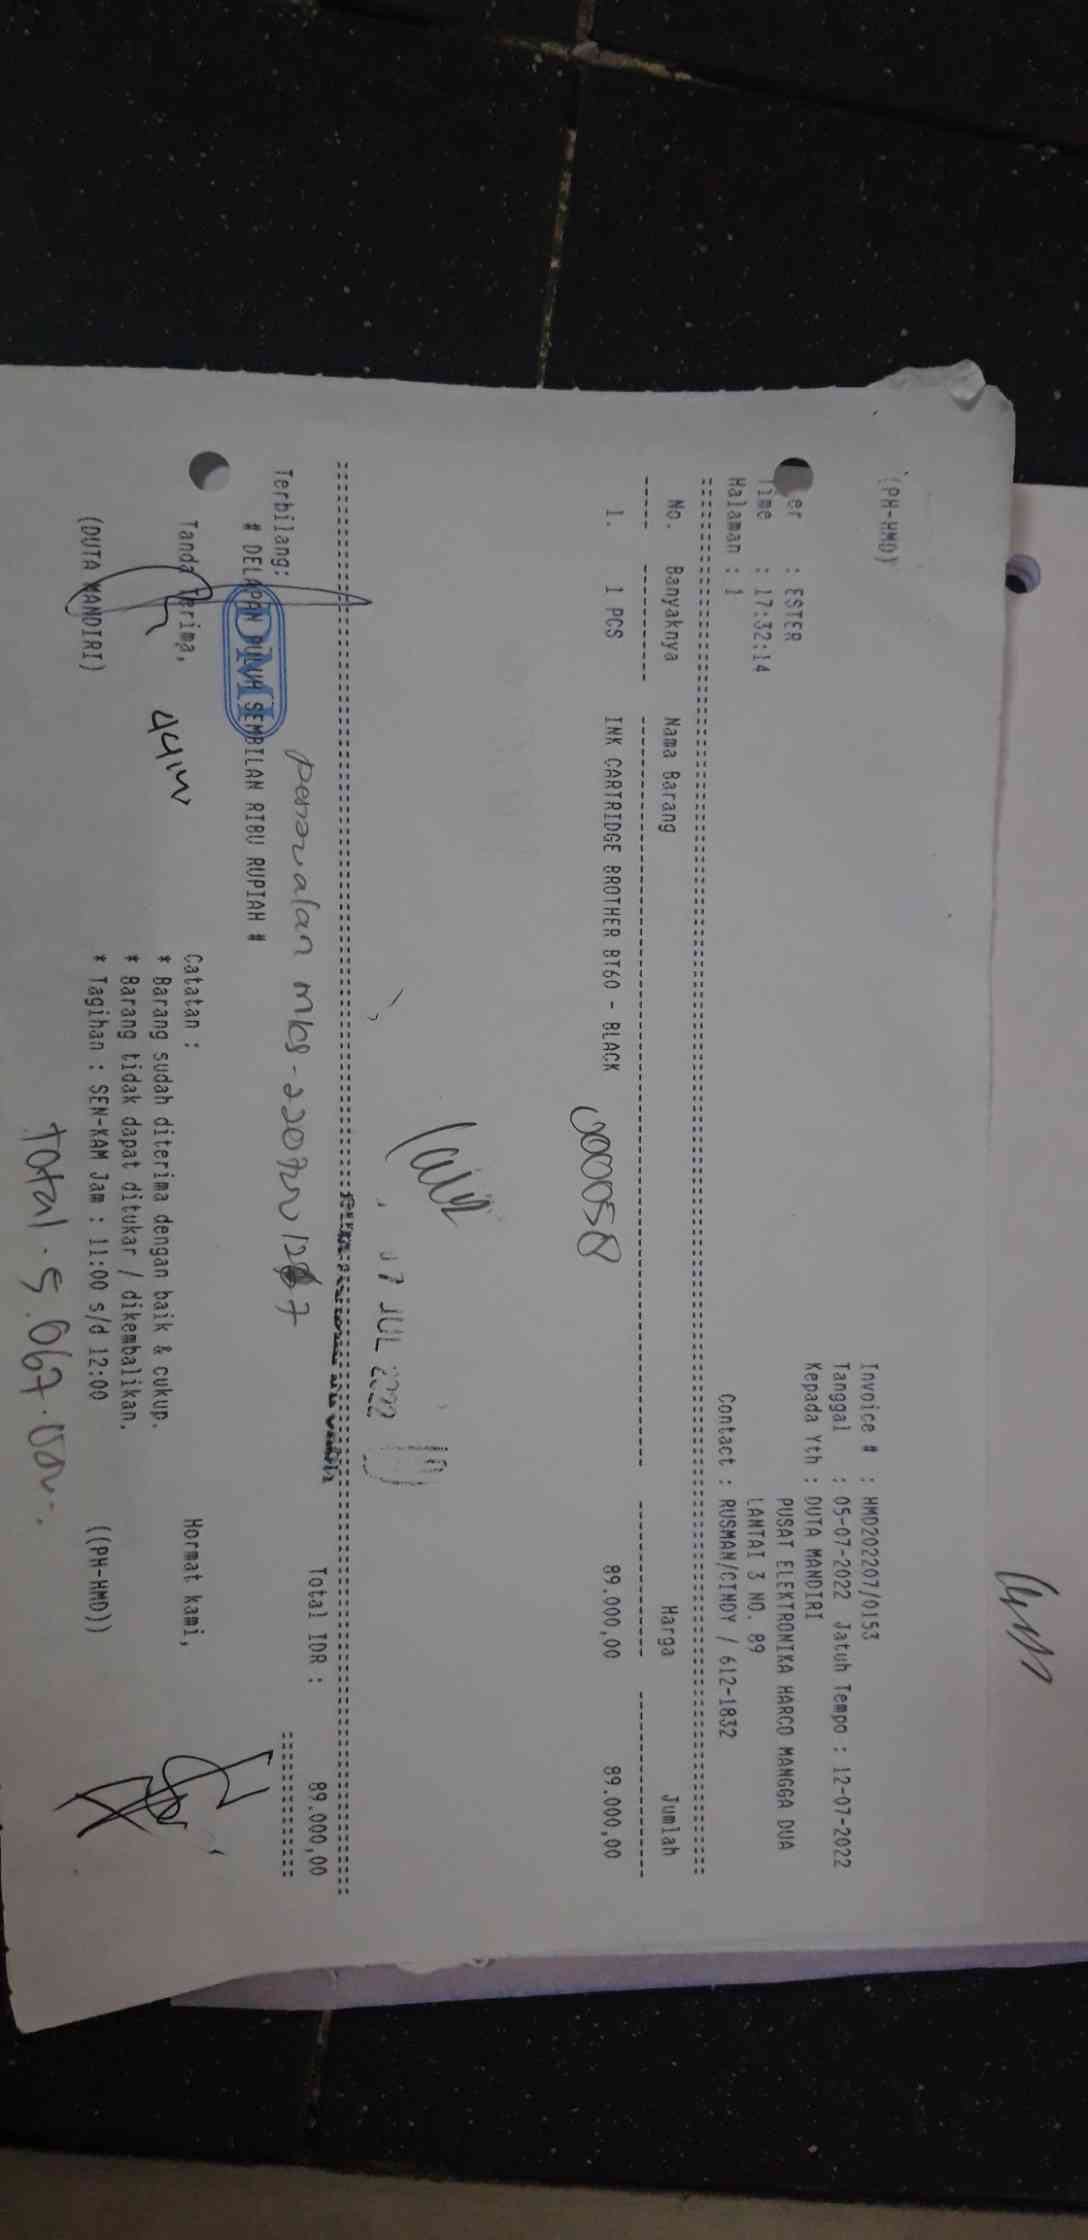 (PH-HMD)
Invoice # : HMD202207/0153
Tanggal : 05-07-2022 Jatuh Tempo : 12-07-2022
er : ESTER
Kepada Yth : DUTA MANDIRI
Time : 17:32:14
PUSAT ELEKTRONIKA HARCO MANGGA DUA
LANTAI 3 NO. 89
Halaman : 1
Contact : RUSMAN/CINDY / 612-1832
No. Banyaknya Nama Barang Harga Jumlah
1. 1 PCS INK CARTRIDGE BROTHER BT60 - BLACK 89.000,00 89.000,00
000058
07 JUL 2022
Total IDR : 89.000,00
Terbilang:
# DELAPAN PULUH SEMBILAN RIBU RUPIAH #
DMI
Tanda Terima,
Catatan :
Hormat kami,
* Barang sudah diterima dengan baik & cukup.
* Barang tidak dapat ditukar / dikembalikan.
(DUTA MANDIRI)
* Tagihan : SEN-KAM Jam : 11:00 s/d 12:00
((PH-HMD))